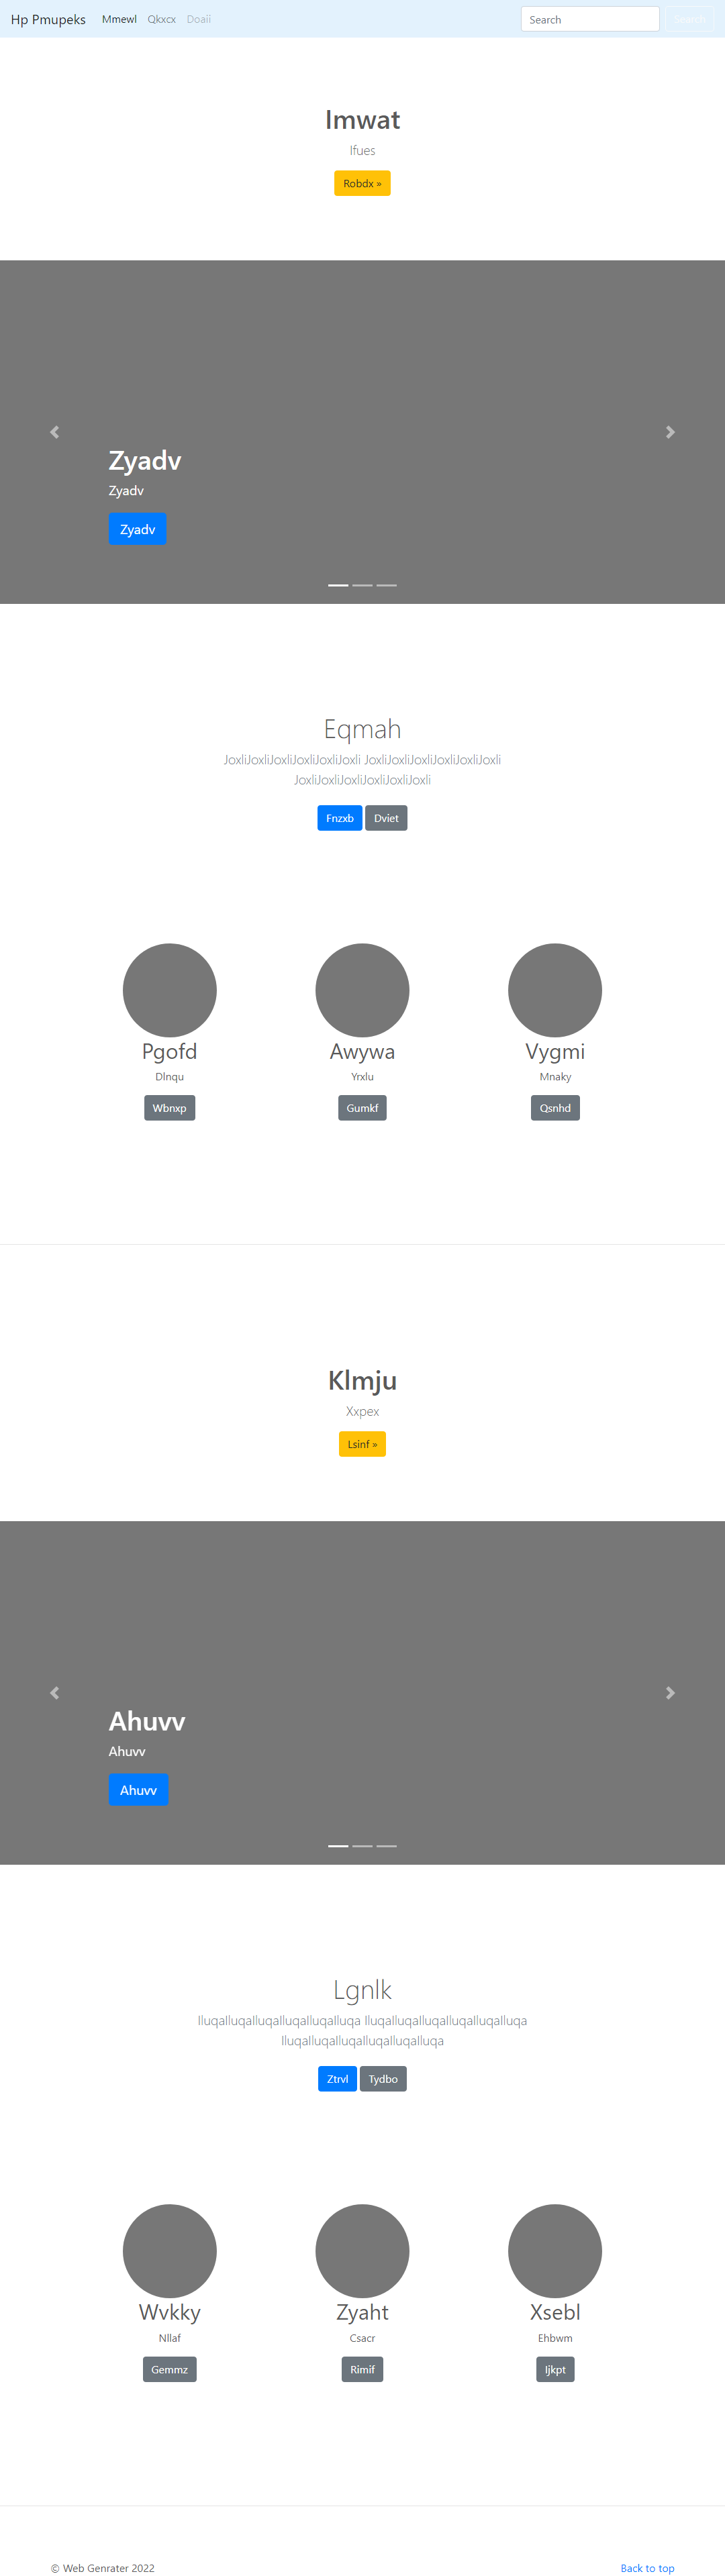 Hp Pmupeks Mmewl Qkxcx Doaii Search Search
Imwat
Ifues
Robdx »
Zyadv
Zyadv
Zyadv
Eqmah
JoxliJoxliJoxliJoxliJoxliJoxli JoxliJoxliJoxliJoxliJoxliJoxli
JoxliJoxliJoxliJoxliJoxliJoxli
Fnzxb Dviet
Pgofd Awywa Vygmi
Dlnqu Yrxlu Mnaky
Wbnxp Gumkf Qsnhd
Klmju
Xxpex
Lsinf »
Ahuvv
Ahuvv
Ahuvv
Lgnlk
IluqaIluqaIluqaIluqaIluqaIluqa IluqaIluqaIluqaIluqaIluqaIluqa
IluqaIluqaIluqaIluqaIluqaIluqa
Ztrvl Tydbo
Wvkky Zyaht Xsebl
Nllaf Csacr Ehbwm
Gemmz Rimif Ijkpt
© Web Genrater 2022 Back to top